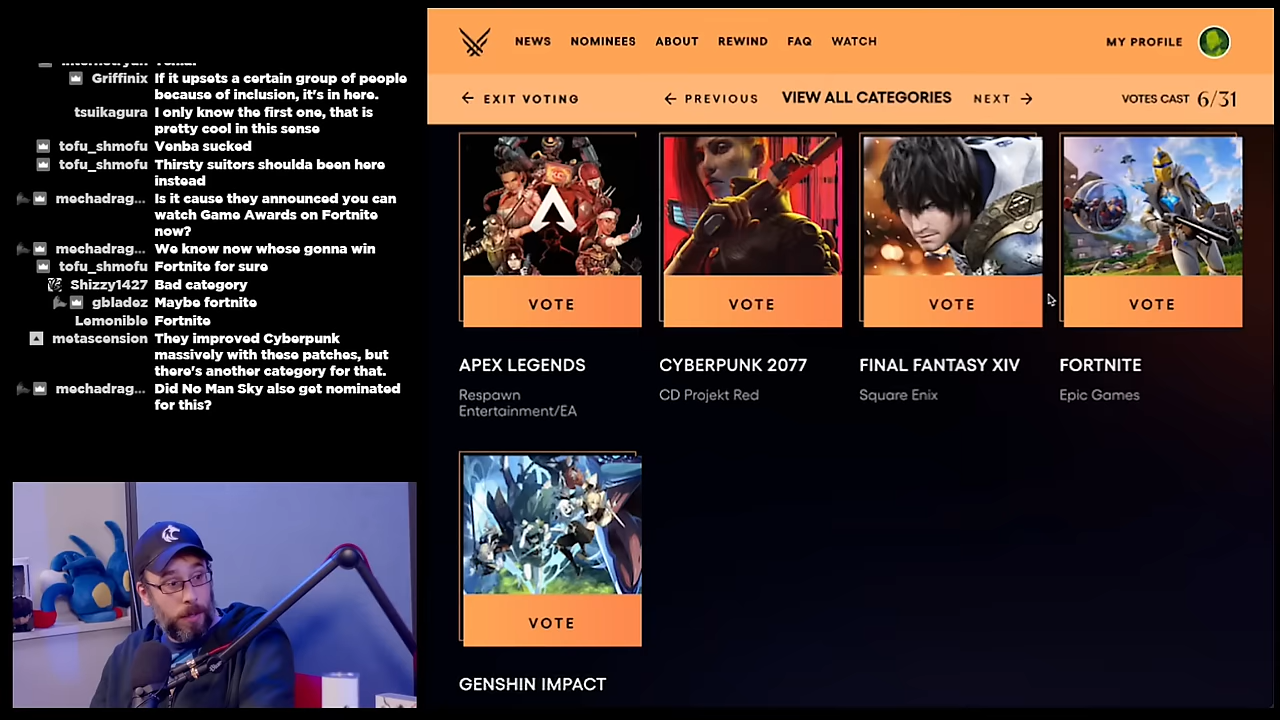 Griffinix If it upsets a certain group of people
because of inclusion, it's in here.
tsuikagura I only know the first one, that is
pretty cool in this sense
tofu_shmofu Venba sucked
tofu_shmofu Thirsty suitors shoulda been here
instead
mechadrag... Is it cause they announced you can
watch Game Awards on Fortnite
now?
mechadrag... We know now whose gonna win
tofu_shmofu Fortnite for sure
Shizzy1427 Bad category
gbladez Maybe fortnite
Lemonible Fortnite
metascension They improved Cyberpunk
massively with these patches, but
there's another category for that.
mechadrag... Did No Man Sky also get nominated
for this?
NEWS NOMINEES ABOUT REWIND FAQ WATCH MY PROFILE
EXIT VOTING PREVIOUS VIEW ALL CATEGORIES NEXT VOTES CAST 6/31
VOTE VOTE VOTE VOTE
APEX LEGENDS CYBERPUNK 2077 FINAL FANTASY XIV FORTNITE
Respawn CD Projekt Red Square Enix Epic Games
Entertainment/EA
VOTE
GENSHIN IMPACT